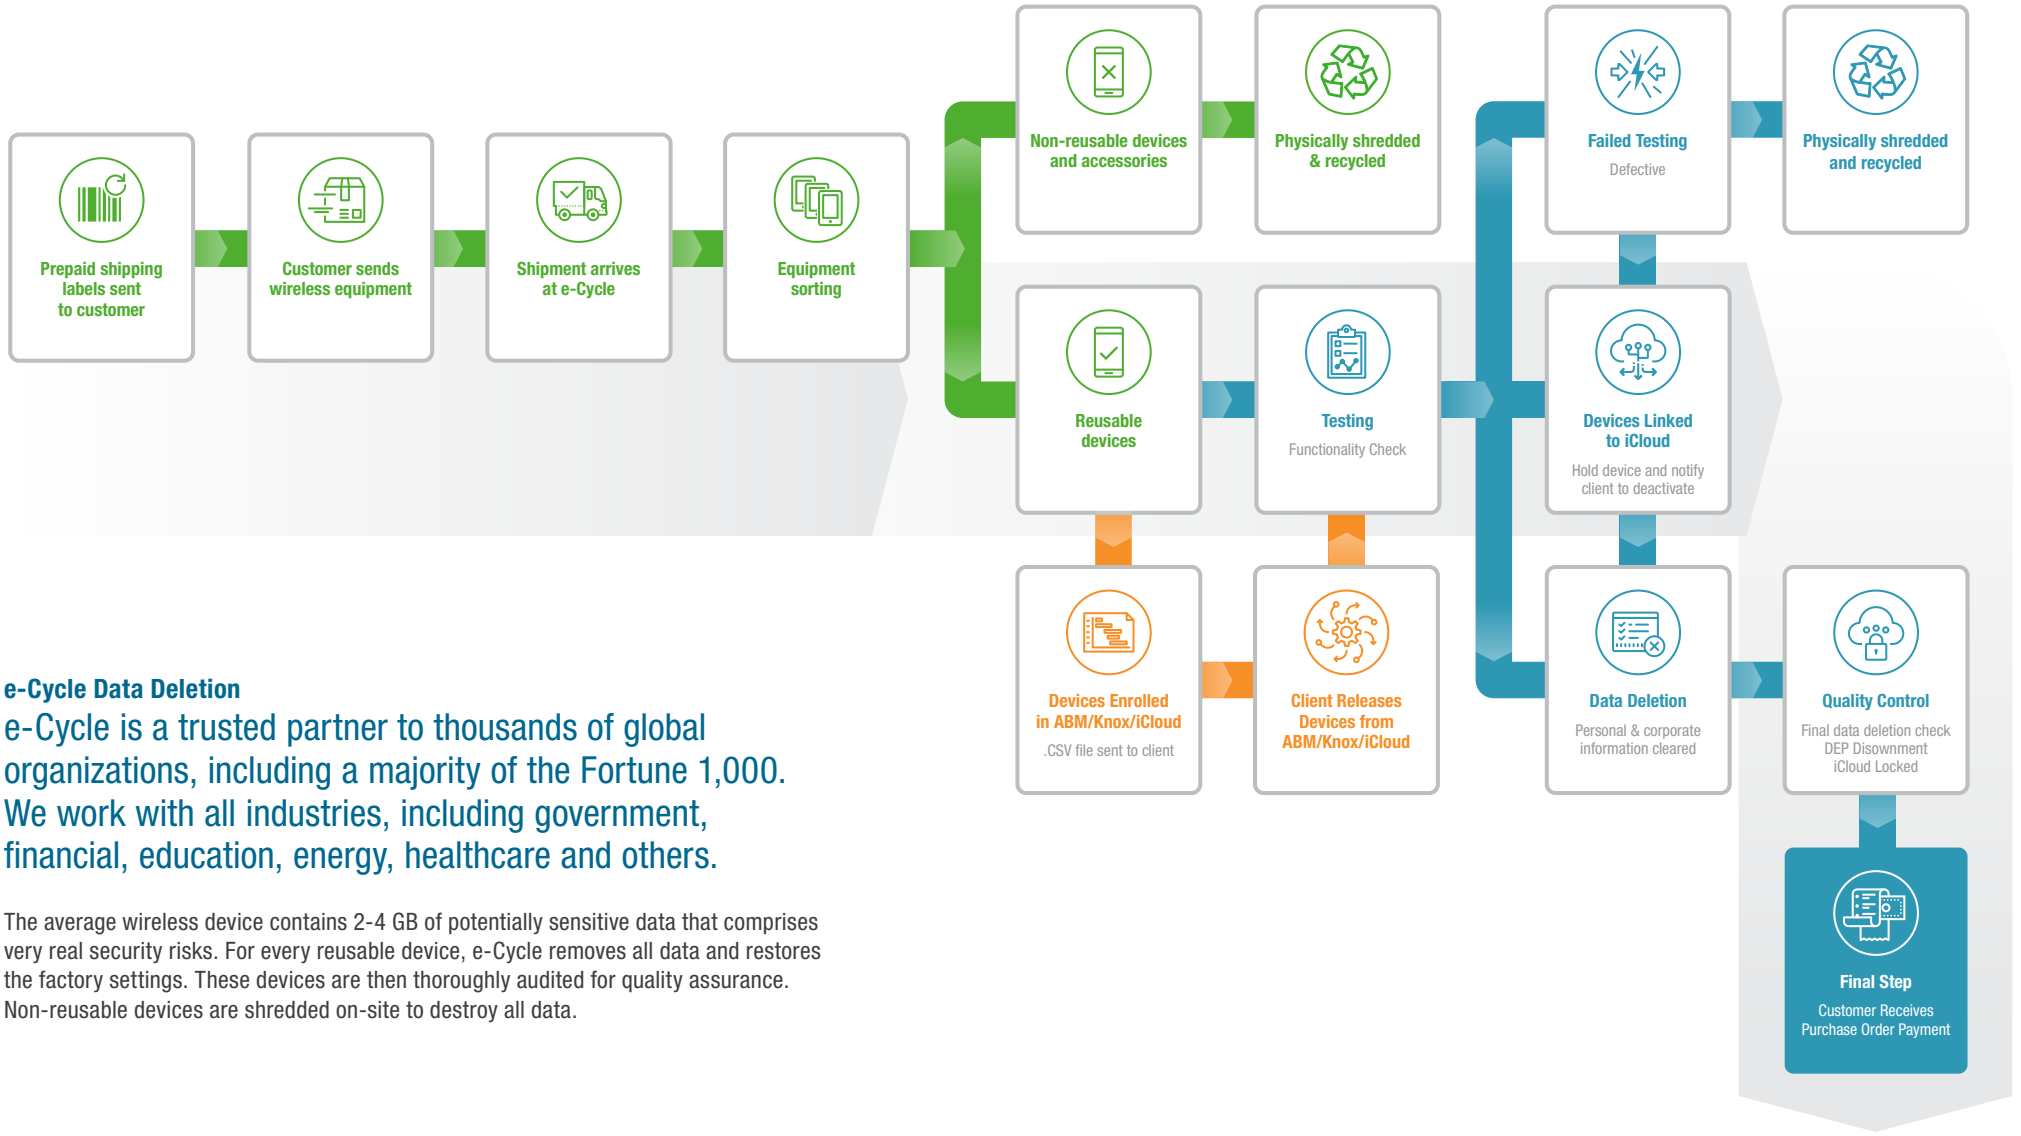 Prepaid shipping
labels sent
to customer
Customer sends
wireless equipment
Shipment arrives
at e-Cycle
Equipment
sorting
Non-reusable devices
and accessories
Physically shredded
& recycled
Failed Testing
Defective
Physically shredded
and recycled
Reusable
devices
Testing
Functionality Check
Devices Linked
to iCloud
Hold device and notify
client to deactivate
Devices Enrolled
in ABM/Knox/iCloud
.CSV file sent to client
Client Releases
Devices from
ABM/Knox/iCloud
Data Deletion
Personal & corporate
information cleared
Quality Control
Final data deletion check
DEP Disownment
iCloud Locked
Final Step
Customer Receives
Purchase Order Payment
e-Cycle Data Deletion
e-Cycle is a trusted partner to thousands of global
organizations, including a majority of the Fortune 1,000.
We work with all industries, including government,
financial, education, energy, healthcare and others.
The average wireless device contains 2-4 GB of potentially sensitive data that comprises
very real security risks. For every reusable device, e-Cycle removes all data and restores
the factory settings. These devices are then thoroughly audited for quality assurance.
Non-reusable devices are shredded on-site to destroy all data.